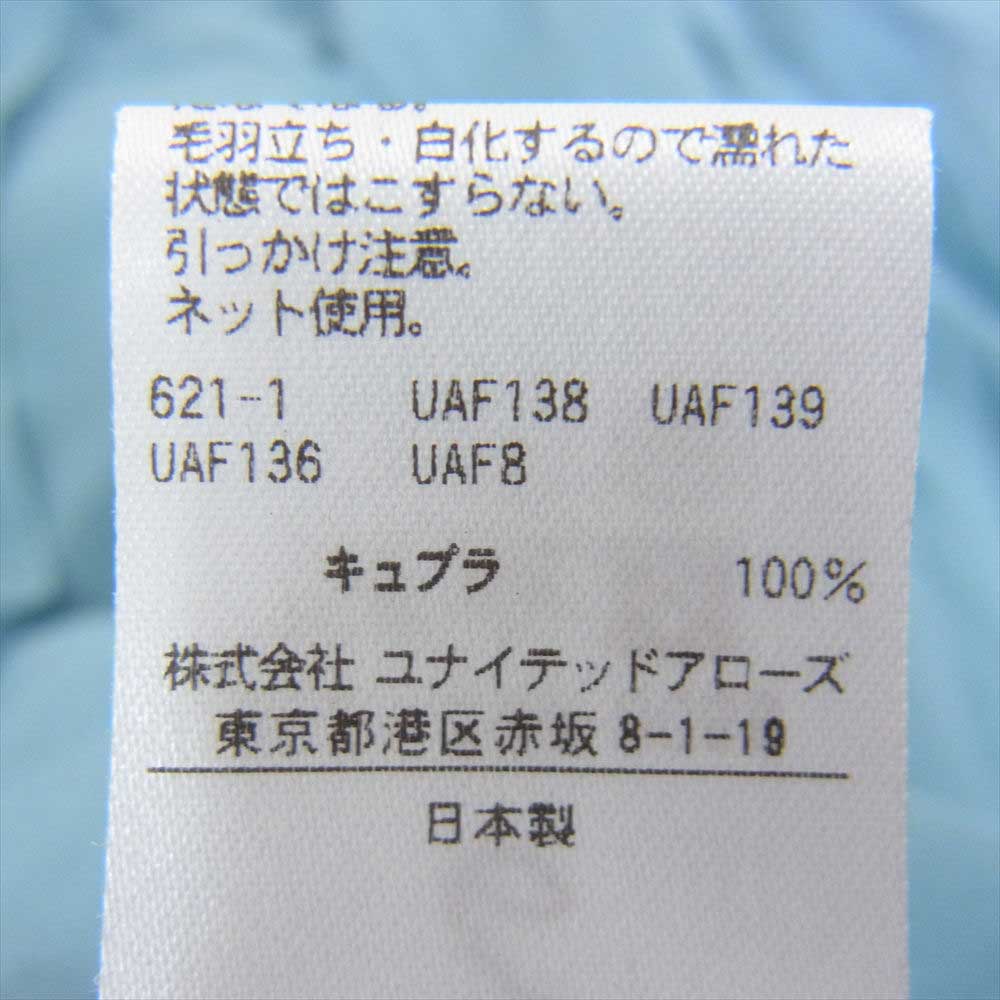 毛羽立ち・白化するので濡れた
状態ではこすらない。
引っかけ注意。
ネット使用。
621-1 UAF138 UAF139
UAF136 UAF8
キュプラ 100%
株式会社 ユナイテッドアローズ
東京都港区赤坂 8-1-19
日本製